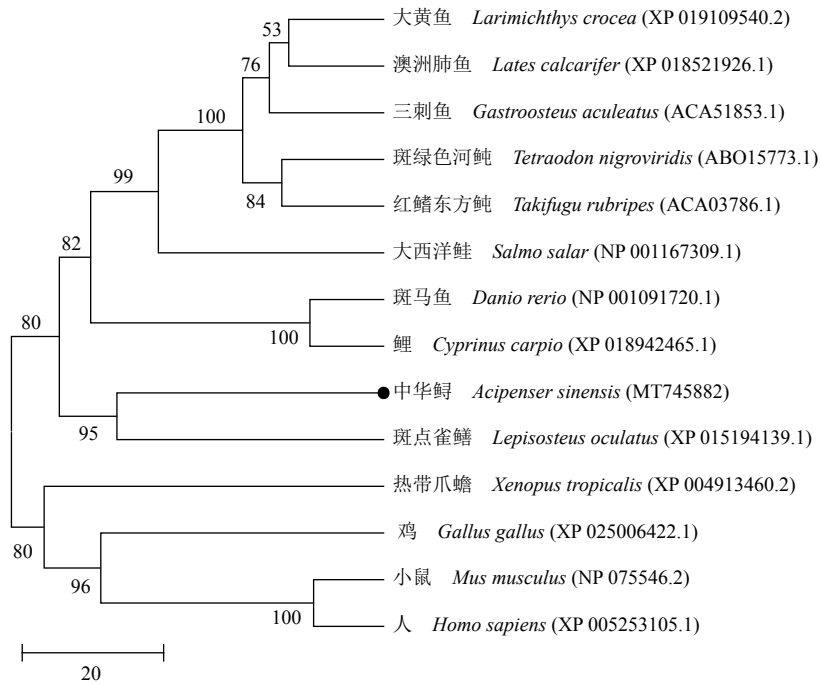 53
大黄鱼 Larimichthys crocea (XP 019109540.2)
76
澳洲肺鱼 Lates calcarifer (XP 018521926.1)
100
三刺鱼 Gastroosteus aculeatus (ACA51853.1)
99
斑绿色河鲀 Tetraodon nigroviridis (ABO15773.1)
84
红鳍东方鲀 Takifugu rubripes (ACA03786.1)
82
大西洋鲑 Salmo salar (NP 001167309.1)
斑马鱼 Danio rerio (NP 001091720.1)
80
100
鲤 Cyprinus carpio (XP 018942465.1)
中华鲟 Acipenser sinensis (MT745882)
95
斑点雀鳝 Lepisosteus oculatus (XP 015194139.1)
热带爪蟾 Xenopus tropicalis (XP 004913460.2)
80
鸡 Gallus gallus (XP 025006422.1)
96
小鼠 Mus musculus (NP 075546.2)
100
人 Homo sapiens (XP 005253105.1)
20